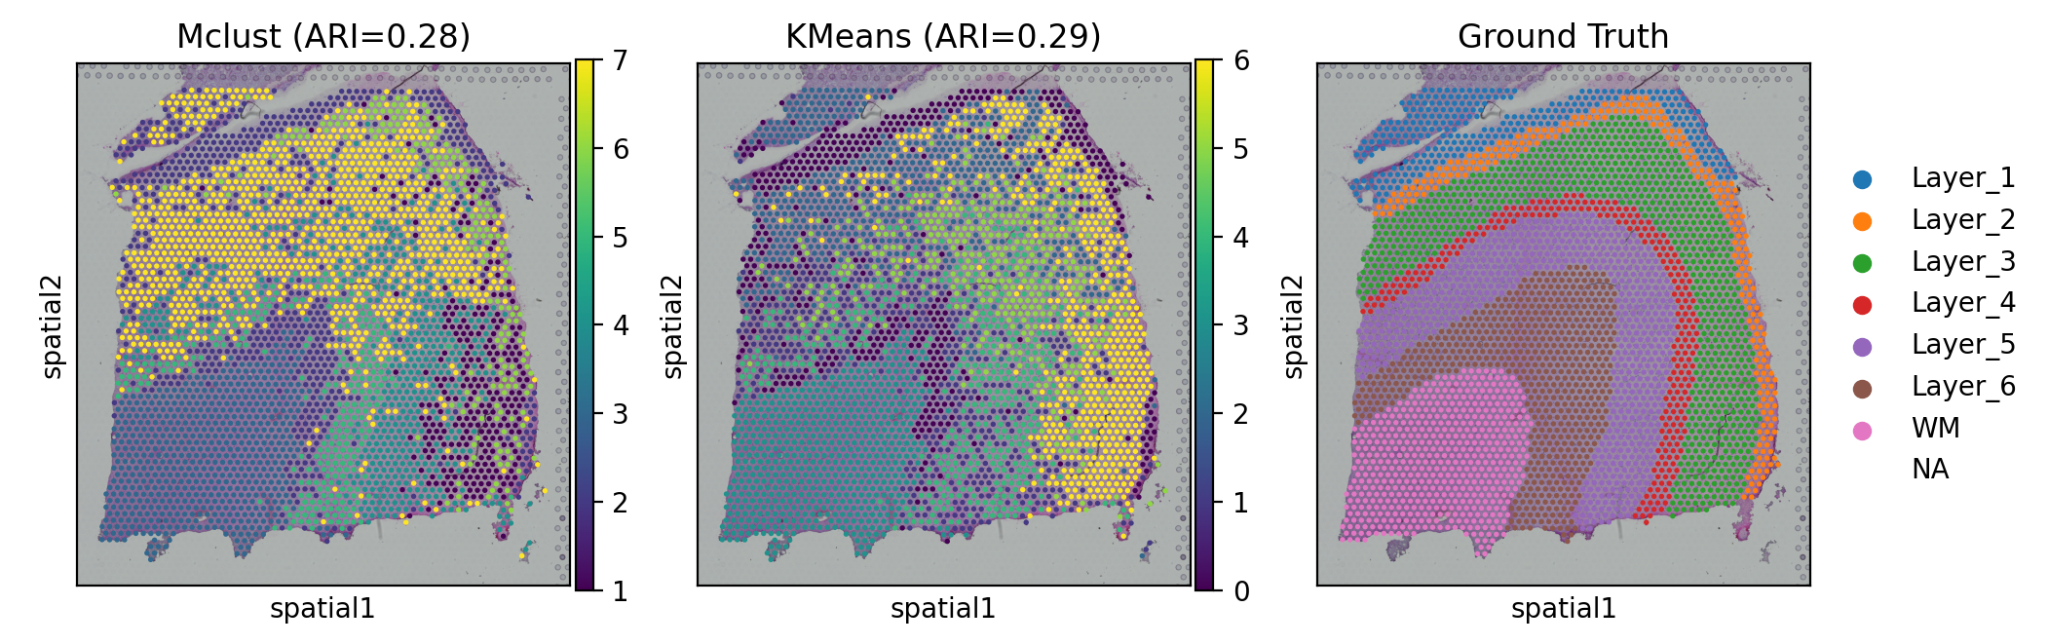 Mclust (ARI=0.28)
KMeans (ARI=0.29)
Ground Truth
7
6
5
4
3
2
1
6
5
4
3
2
1
0
spatial2
spatial2
spatial2
spatial1
spatial1
spatial1
Layer_1
Layer_2
Layer_3
Layer_4
Layer_5
Layer_6
WM
NA